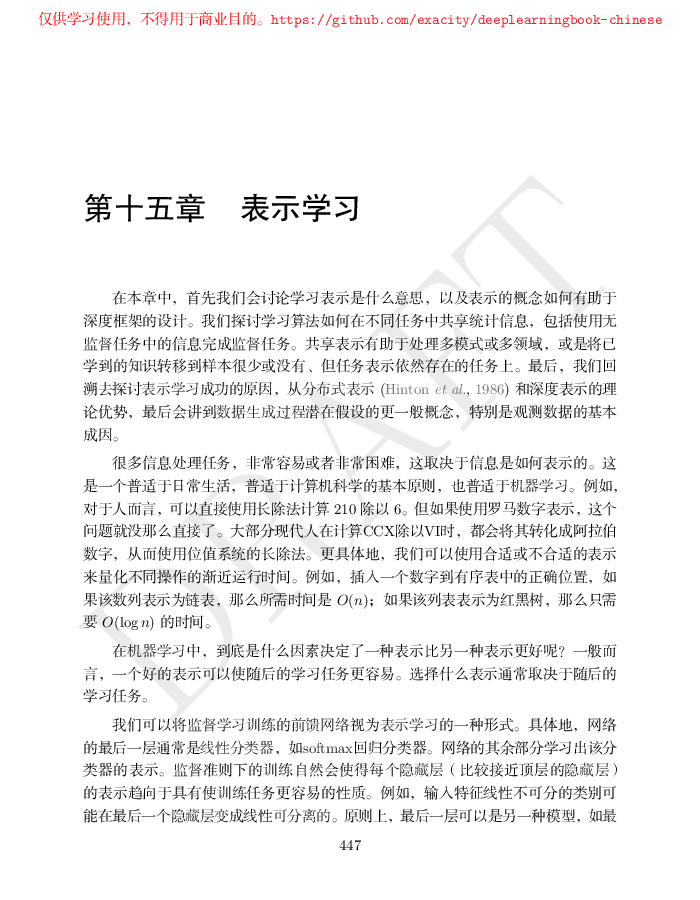 仅供学习使用，不得用于商业目的。https://github.com/exacity/deeplearningbook-chinese
第十五章 表示学习
在本章中，首先我们会讨论学习表示是什么意思，以及表示的概念如何有助于
深度框架的设计。我们探讨学习算法如何在不同任务中共享统计信息，包括使用无
监督任务中的信息完成监督任务。共享表示有助于处理多模式或多领域，或是将已
学到的知识转移到样本很少或没有、但任务表示依然存在的任务上。最后，我们回
溯去探讨表示学习成功的原因，从分布式表示 (Hinton et al., 1986) 和深度表示的理
论优势，最后会讲到数据生成过程潜在假设的更一般概念，特别是观测数据的基本
成因。
很多信息处理任务，非常容易或者非常困难，这取决于信息是如何表示的。这
是一个普适于日常生活，普适于计算机科学的基本原则，也普适于机器学习。例如，
对于人而言，可以直接使用长除法计算 210 除以 6。但如果使用罗马数字表示，这个
问题就没那么直接了。大部分现代人在计算CCX除以VI时，都会将其转化成阿拉伯
数字，从而使用位值系统的长除法。更具体地，我们可以使用合适或不合适的表示
来量化不同操作的渐近运行时间。例如，插入一个数字到有序表中的正确位置，如
果该数列表示为链表，那么所需时间是 O(n)；如果该列表表示为红黑树，那么只需
要 O(log n) 的时间。
在机器学习中，到底是什么因素决定了一种表示比另一种表示更好呢？一般而
言，一个好的表示可以使随后的学习任务更容易。选择什么表示通常取决于随后的
学习任务。
我们可以将监督学习训练的前馈网络视为表示学习的一种形式。具体地，网络
的最后一层通常是线性分类器，如softmax回归分类器。网络的其余部分学习出该分
类器的表示。监督准则下的训练自然会使得每个隐藏层（比较接近顶层的隐藏层）
的表示趋向于具有使训练任务更容易的性质。例如，输入特征线性不可分的类别可
能在最后一个隐藏层变成线性可分离的。原则上，最后一层可以是另一种模型，如最
447
DRAFT